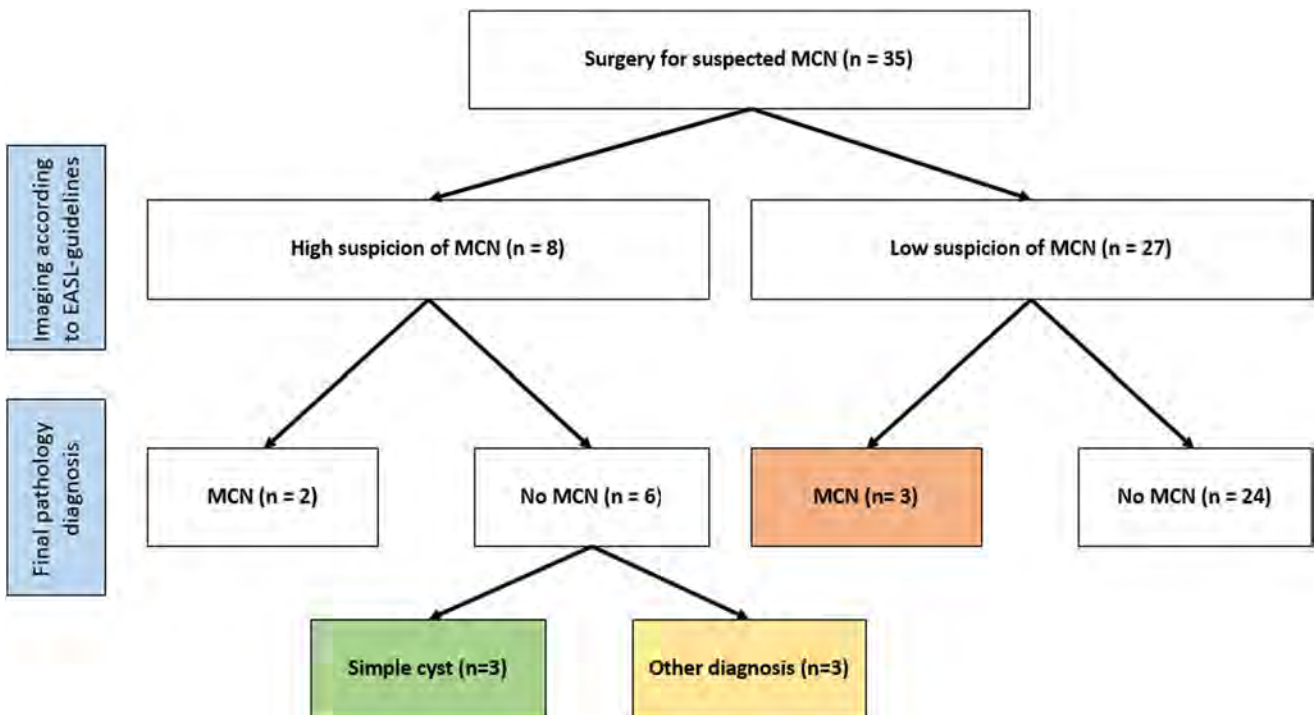 Surgery for suspected MCN (n = 35)
Imaging according
to EASL-guidelines
High suspicion of MCN (n = 8)
Low suspicion of MCN (n = 27)
Final pathology
diagnosis
MCN (n = 2)
No MCN (n = 6)
MCN (n= 3)
No MCN (n = 24)
Simple cyst (n=3)
Other diagnosis (n=3)